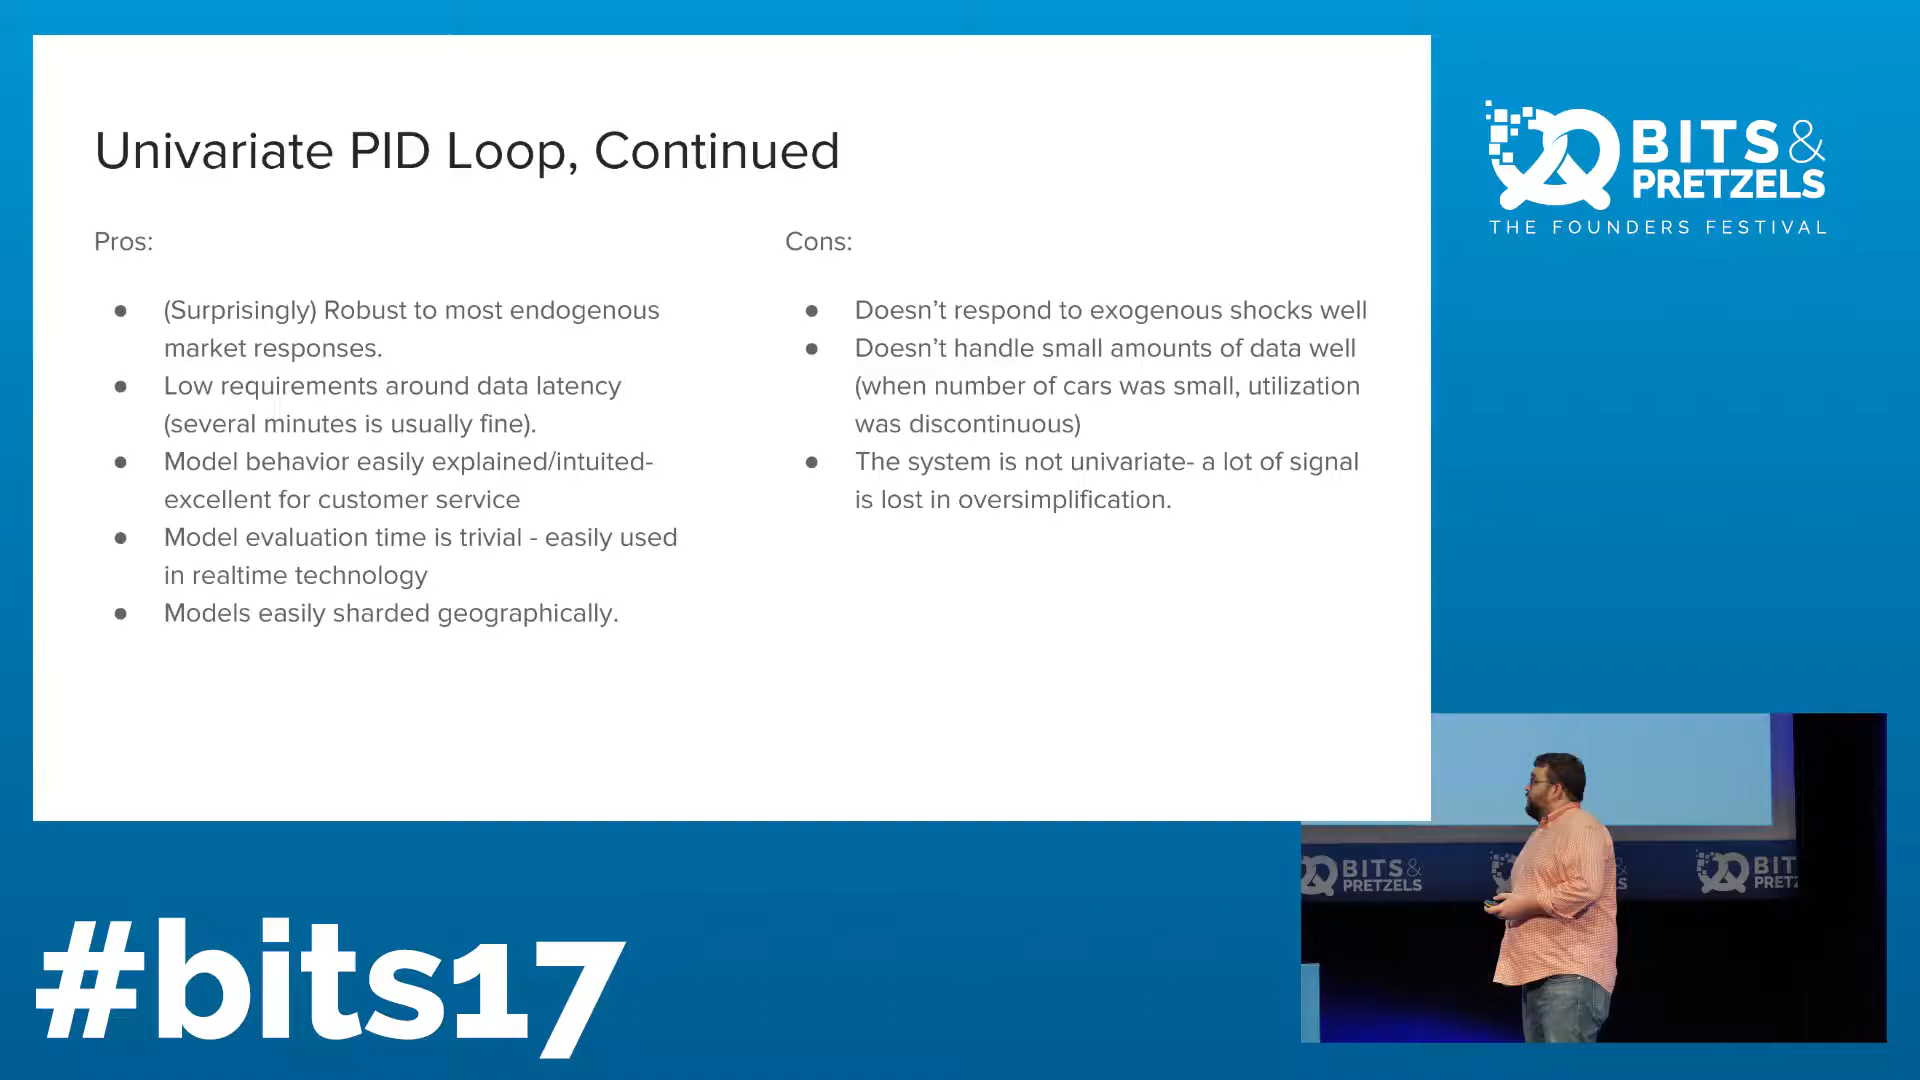 Univariate PID Loop, Continued
Pros:
● (Surprisingly) Robust to most endogenous
market responses.
● Low requirements around data latency
(several minutes is usually fine).
● Model behavior easily explained/intuited-
excellent for customer service
● Model evaluation time is trivial - easily used
in realtime technology
● Models easily sharded geographically.
Cons:
● Doesn’t respond to exogenous shocks well
● Doesn’t handle small amounts of data well
(when number of cars was small, utilization
was discontinuous)
● The system is not univariate- a lot of signal
is lost in oversimplification.
BITS&
PRETZELS
THE FOUNDERS FESTIVAL
BITS&
PRETZELS
&
S
BIT
PRETZ
#bits17